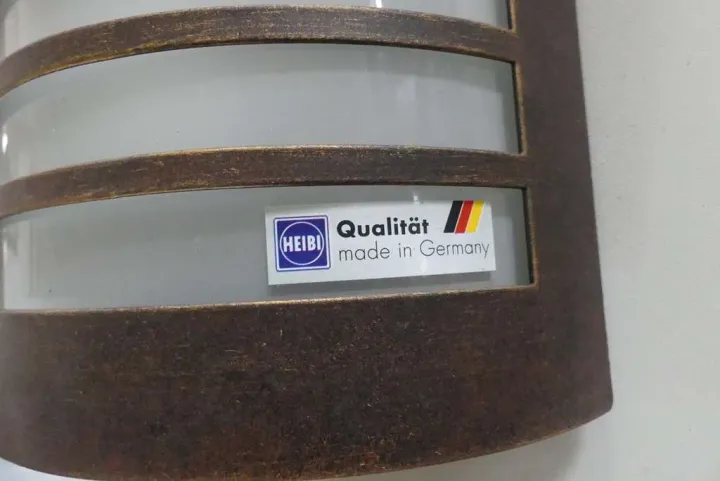 HEIBI
Qualität
made in Germany